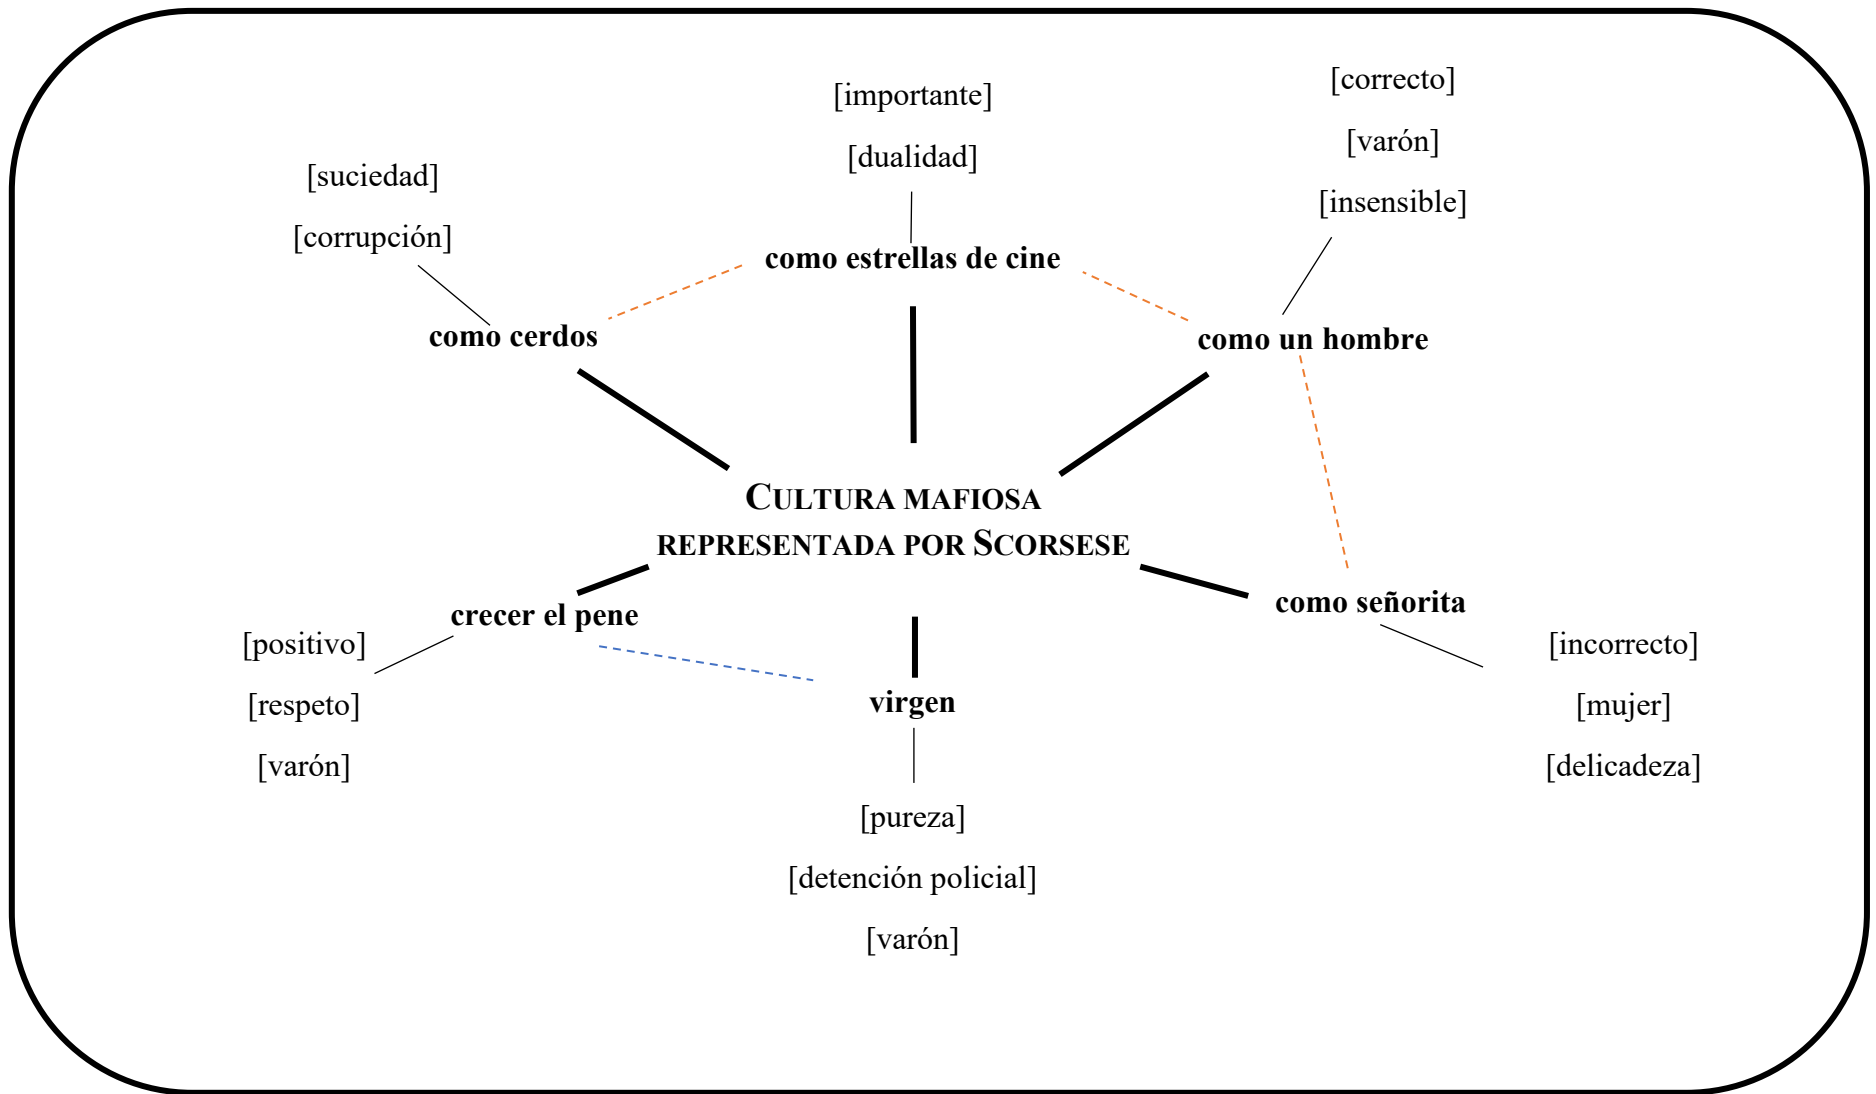 [correcto]
[importante]
[varón]
[dualidad]
[suciedad]
[insensible]
[corrupción]
como estrellas de cine
como cerdos
como un hombre
CULTURA MAFIOSA
REPRESENTADA POR SCORSESE
como señorita
crecer el pene
[positivo]
[incorrecto]
virgen
[respeto]
[mujer]
[varón]
[delicadeza]
[pureza]
[detención policial]
[varón]